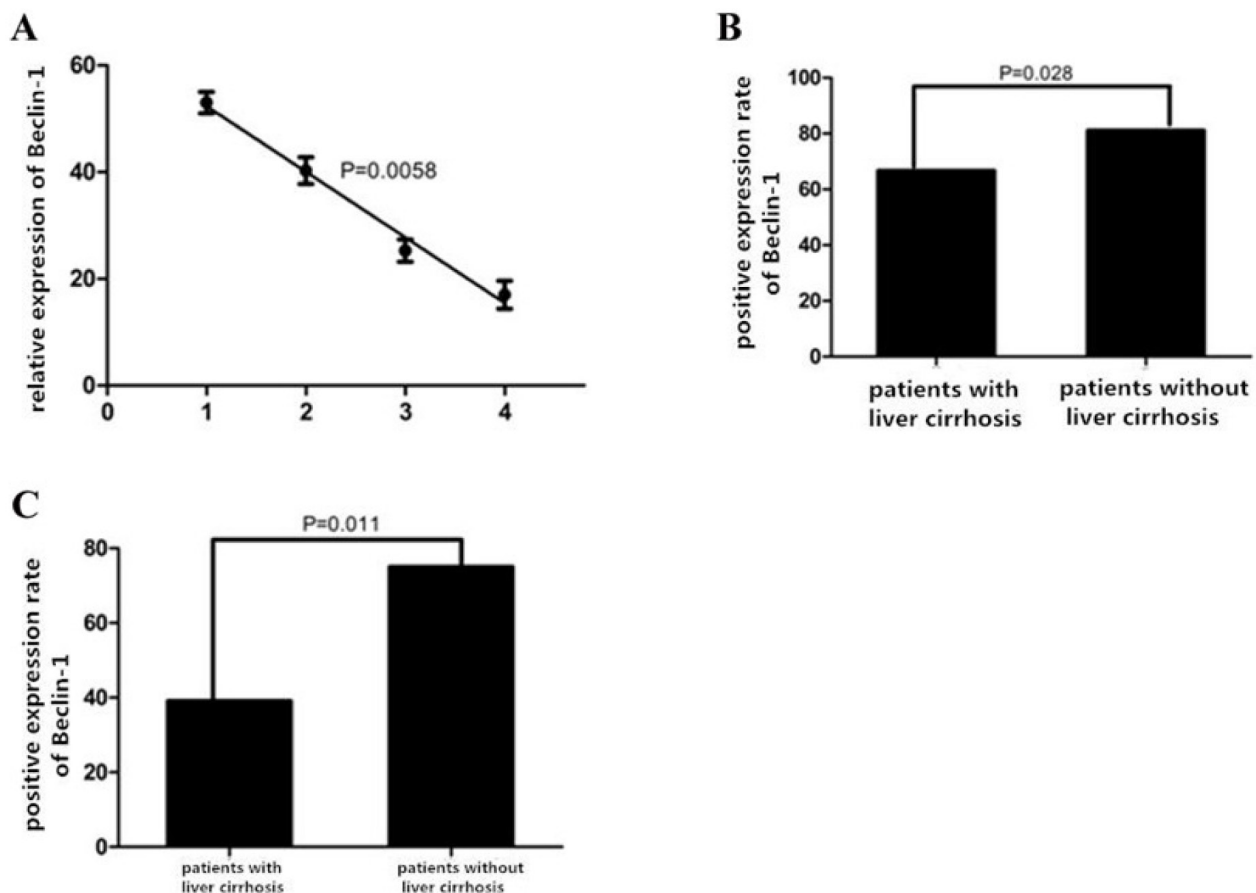 A
relative expression of Beclin-1
60
40
20
0
P=0.0058
0 1 2 3 4
B
positive expression rate
of Beclin-1
100
80
60
40
20
0
P=0.028
patients with
liver cirrhosis
patients without
liver cirrhosis
C
positive expression rate
of Beclin-1
80
60
40
20
0
P=0.011
patients with
liver cirrhosis
patients without
liver cirrhosis